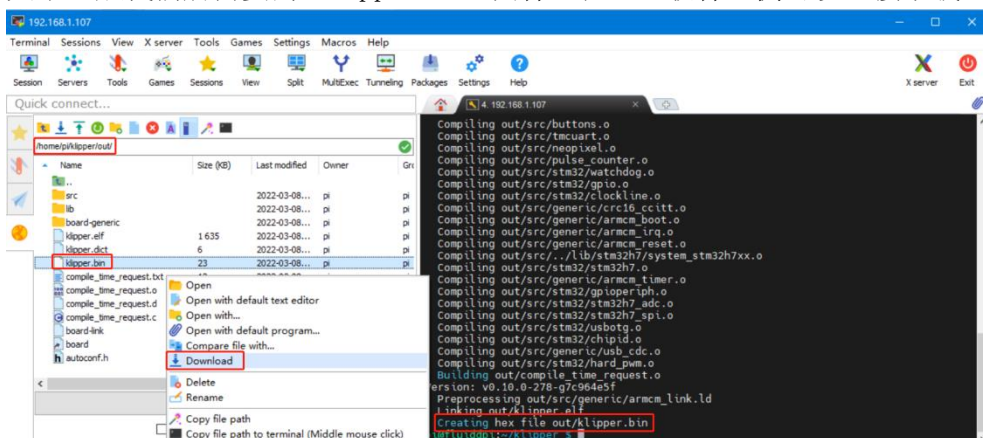 192.168.1.107
Terminal Sessions View X server Tools Games Settings Macros Help
Session Servers Tools Games Sessions View Split MultiExec Tunneling Packages Settings Help X server Exit
Quick connect...
4. 192.168.1.107
/home/pi/klipper/out/
Name Size (KB) Last modified Owner
..
src 2022-03-08... pi pi
lib 2022-03-08... pi pi
board-generic 2022-03-08... pi pi
klipper.elf 1 635 2022-03-08... pi pi
klipper.dict 6 2022-03-08... pi pi
klipper.bin 23 2022-03-08... pi pi
compile_time_request.txt
compile_time_request.o
compile_time_request.d
compile_time_request.c
board-link
board
autoconf.h
Open
Open with default text editor
Open with...
Open with default program...
Compare file with...
Download
Delete
Rename
Copy file path
Copy file path to terminal (Middle mouse click)
Compiling out/src/buttons.o
Compiling out/src/tmcuart.o
Compiling out/src/neopixel.o
Compiling out/src/pulse_counter.o
Compiling out/src/stm32/watchdog.o
Compiling out/src/stm32/gpio.o
Compiling out/src/stm32/clockline.o
Compiling out/src/generic/crc16_ccitt.o
Compiling out/src/generic/armcm_boot.o
Compiling out/src/generic/armcm_irq.o
Compiling out/src/generic/armcm_reset.o
Compiling out/src/../lib/stm32h7/system_stm32h7xx.o
Compiling out/src/stm32/stm32h7.o
Compiling out/src/generic/armcm_timer.o
Compiling out/src/stm32/gpioperiph.o
Compiling out/src/stm32/stm32h7_adc.o
Compiling out/src/stm32/stm32h7_spi.o
Compiling out/src/stm32/usbotg.o
Compiling out/src/stm32/chipid.o
Compiling out/src/generic/usb_cdc.o
Compiling out/src/stm32/hard_pwm.o
Building out/compile_time_request.o
ersion: v0.10.0-278-g7c964e5f
Preprocessing out/src/generic/armcm_link.ld
Linking out/klipper.elf
Creating hex file out/klipper.bin
i@fluiddpi:~/klipper $